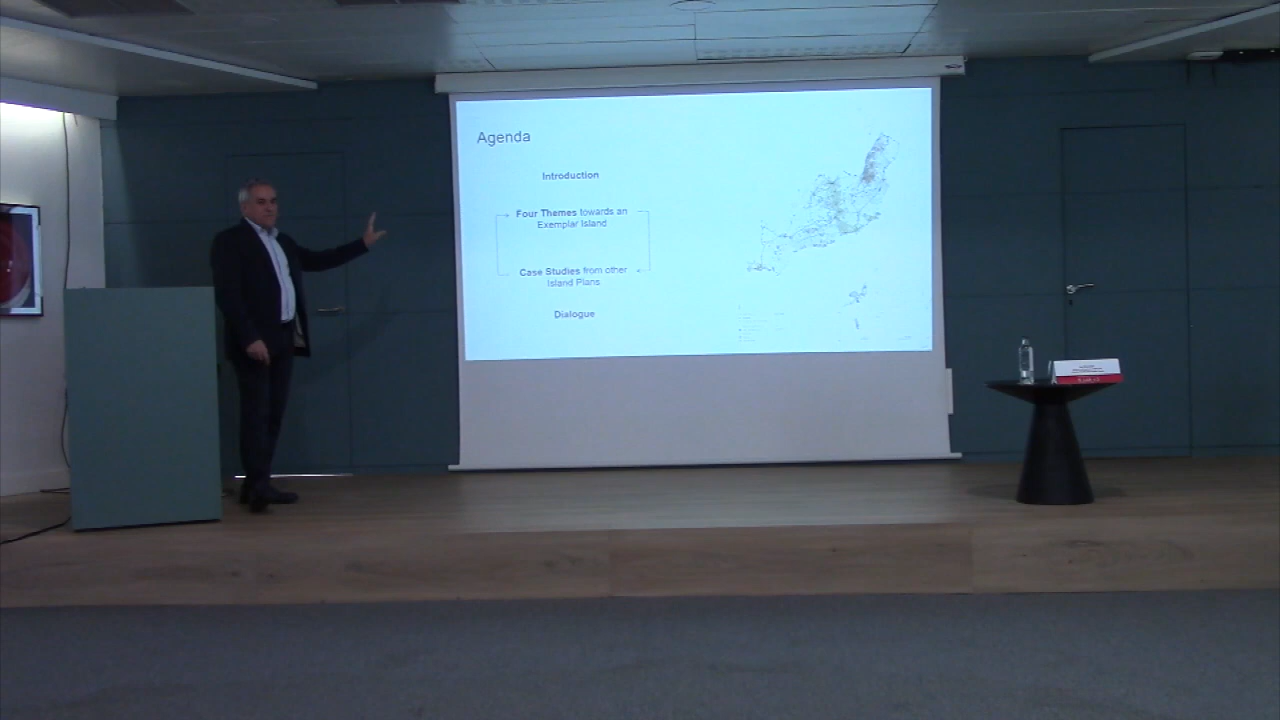 Agenda
Introduction
Four Themes towards an
Exemplar Island
Case Studies from other
Island Plans
Dialogue